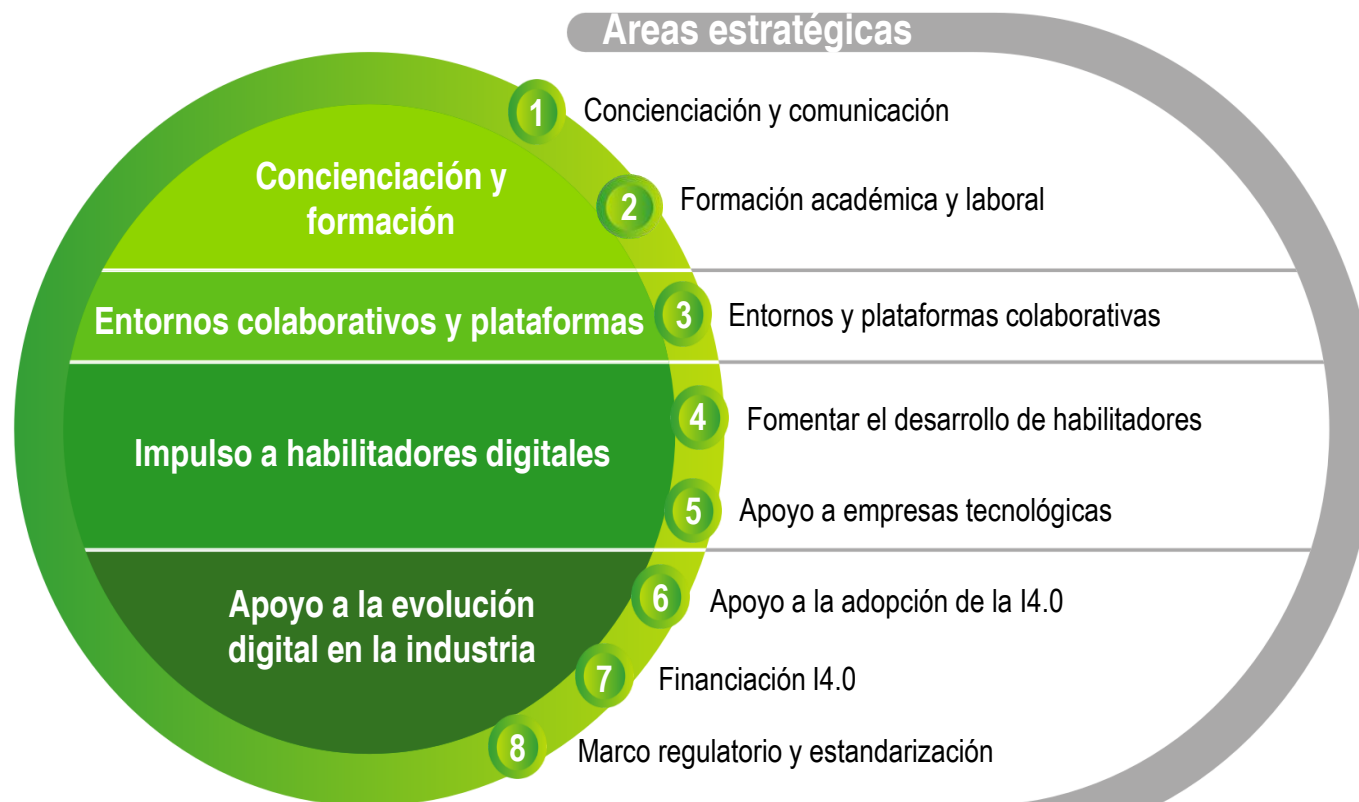 Areas estratégicas
1 Concienciación y comunicación
Concienciación y
formación
2 Formación académica y laboral
Entornos colaborativos y plataformas
3 Entornos y plataformas colaborativas
Impulso a habilitadores digitales
4 Fomentar el desarrollo de habilitadores
5 Apoyo a empresas tecnológicas
Apoyo a la evolución
digital en la industria
6 Apoyo a la adopción de la I4.0
7 Financiación I4.0
8 Marco regulatorio y estandarización